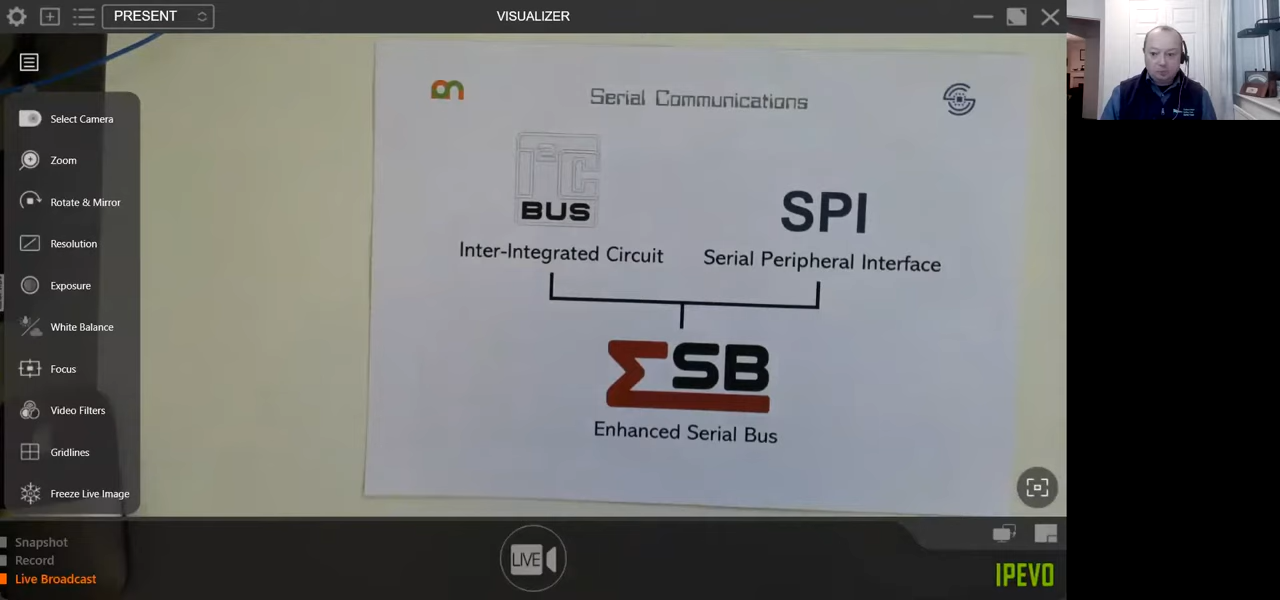 PRESENT
VISUALIZER
Select Camera
Zoom
Rotate & Mirror
Resolution
Exposure
White Balance
Focus
Video Filters
Gridlines
Freeze Live Image
Serial Communications
I²C
BUS
SPI
Inter-Integrated Circuit
Serial Peripheral Interface
ΣSB
Enhanced Serial Bus
Snapshot
Record
Live Broadcast
LIVE
IPEVO